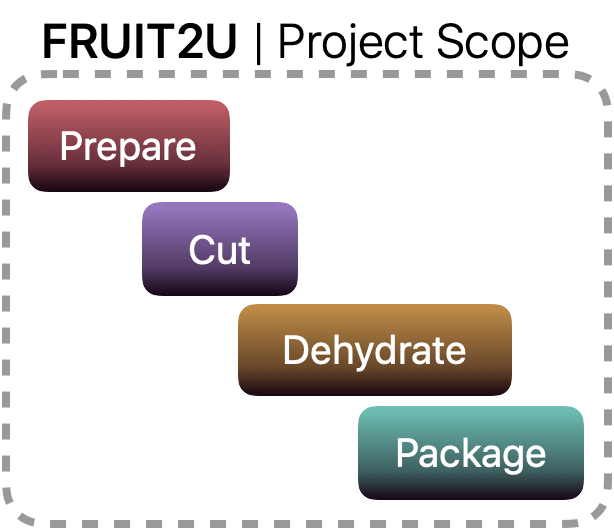 FRUIT2U | Project Scope
Prepare
Cut
Dehydrate
Package